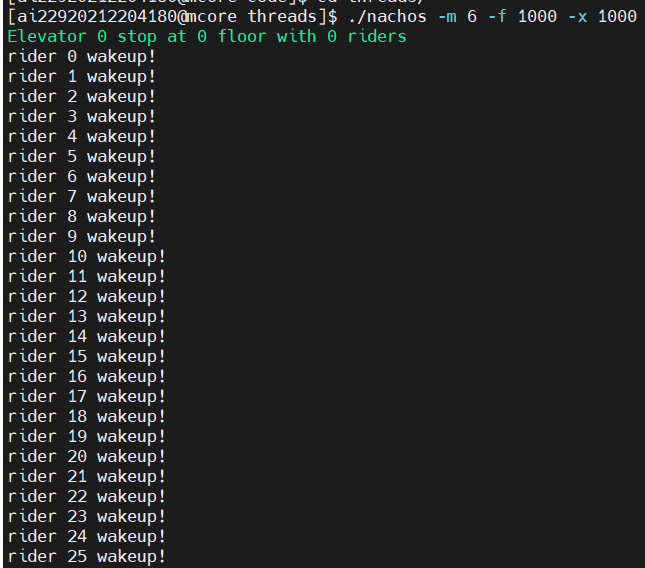 [ai22920212204180@mcore threads]$ ./nachos -m 6 -f 1000 -x 1000
Elevator 0 stop at 0 floor with 0 riders
rider 0 wakeup!
rider 1 wakeup!
rider 2 wakeup!
rider 3 wakeup!
rider 4 wakeup!
rider 5 wakeup!
rider 6 wakeup!
rider 7 wakeup!
rider 8 wakeup!
rider 9 wakeup!
rider 10 wakeup!
rider 11 wakeup!
rider 12 wakeup!
rider 13 wakeup!
rider 14 wakeup!
rider 15 wakeup!
rider 16 wakeup!
rider 17 wakeup!
rider 18 wakeup!
rider 19 wakeup!
rider 20 wakeup!
rider 21 wakeup!
rider 22 wakeup!
rider 23 wakeup!
rider 24 wakeup!
rider 25 wakeup!